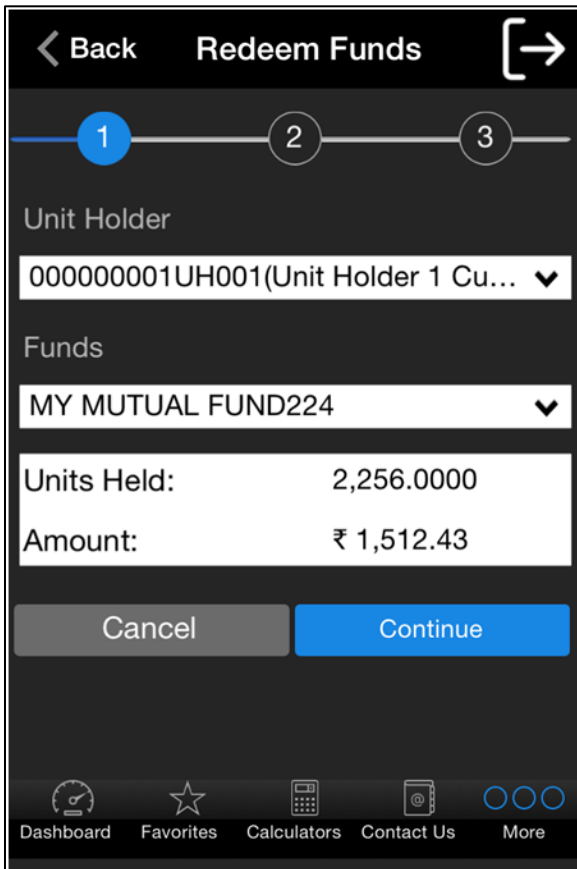 Back Redeem Funds
1 2 3
Unit Holder
000000001UH001(Unit Holder 1 Cu...
Funds
MY MUTUAL FUND224
Units Held: 2,256.0000
Amount: ₹ 1,512.43
Cancel Continue
Dashboard Favorites Calculators Contact Us More